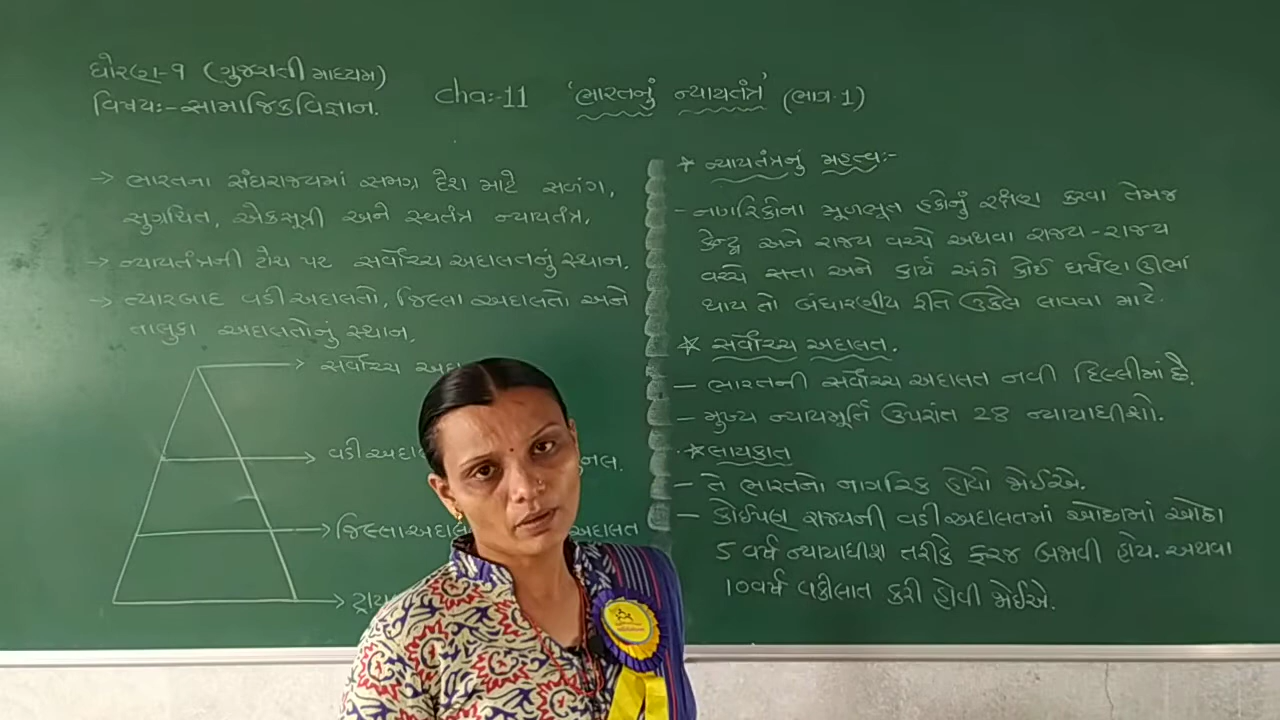 ધોરણ-૧ (ગુજરાતી માધ્યમ)
વિષયઃ-સામાજિકવિજ્ઞાન.
cha:-11 'ભારતનું ન્યાયતંત્ર' (ભાગ-1)
→ ભારતના સંઘરાજ્યમાં સમગ્ર દેશ માટે સળંગ,
સુગ્રથિત, એકસૂત્રી અને સ્વતંત્ર ન્યાયતંત્ર.
→ ન્યાયતંત્રની ટોચ પર સર્વોચ્ચ અદાલતનું સ્થાન.
→ ત્યારબાદ વડીઅદાલતો, જિલ્લા અદાલતો અને
તાલુકા અદાલતોનું સ્થાન.
→ સર્વોચ્ચ
→ વડીઅદા
નલ.
→ જિલ્લાઅદાલ
અદાલત
→ ટ્રાય
★ ન્યાયતંત્રનું મહત્વઃ-
- નાગરિકોના મૂળભૂત હકોનું રક્ષણ કરવા તેમજ
કેન્દ્ર અને રાજ્ય વચ્ચે અથવા રાજ્ય-રાજ્ય
વચ્ચે સત્તા અને કાર્ય અંગે કોઈ ઘર્ષણ ઊભાં
થાય તો બંધારણીય રીતે ઉકેલ લાવવા માટે.
★ સર્વોચ્ચ અદાલત.
- ભારતની સર્વોચ્ચ અદાલત નવી દિલ્લીમાં છે.
- મુખ્ય ન્યાયમૂર્તિ ઉપરાંત 28 ન્યાયાધીશો.
★ લાયકાત
- તે ભારતનો નાગરિક હોવો જોઈએ.
- કોઈપણ રાજ્યની વડીઅદાલતમાં ઓછામાં ઓછા
5 વર્ષ ન્યાયાધીશ તરીકે ફરજ બજાવી હોય. અથવા
10વર્ષ વકીલાત કરી હોવી જોઈએ.